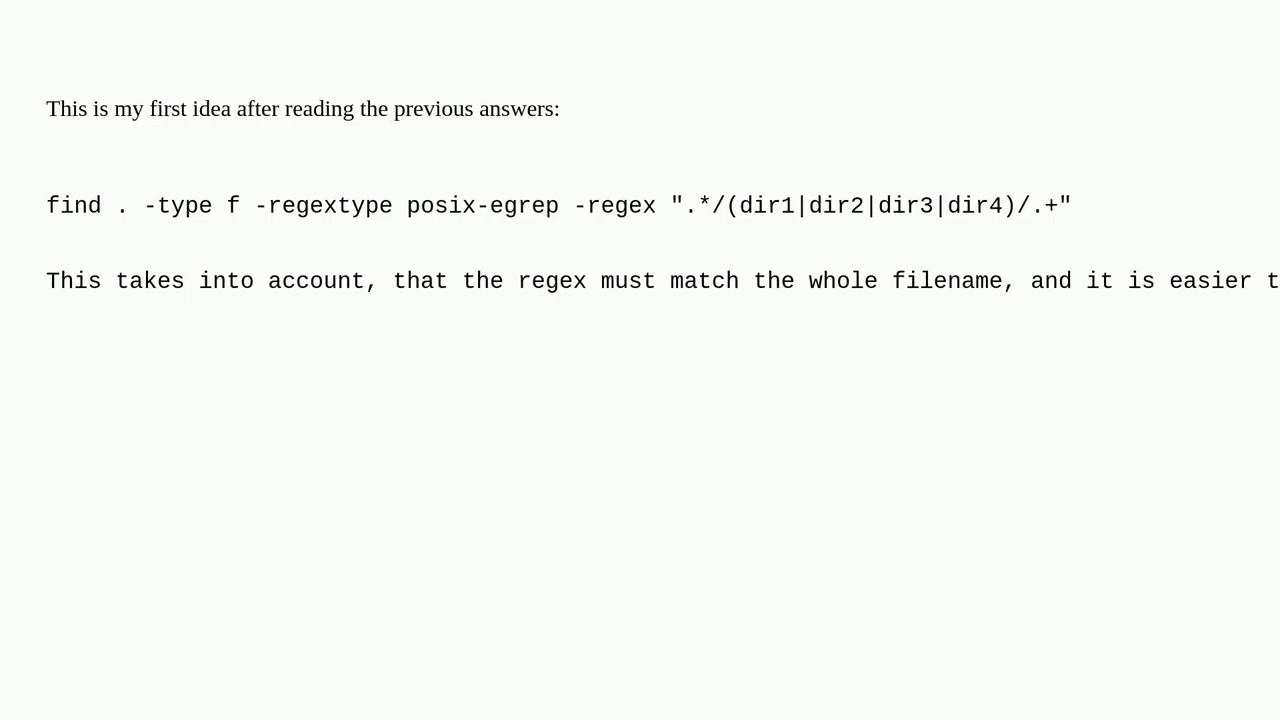 This is my first idea after reading the previous answers:
find . -type f -regextype posix-egrep -regex ".*/(dir1|dir2|dir3|dir4)/.+"
This takes into account, that the regex must match the whole filename, and it is easier t